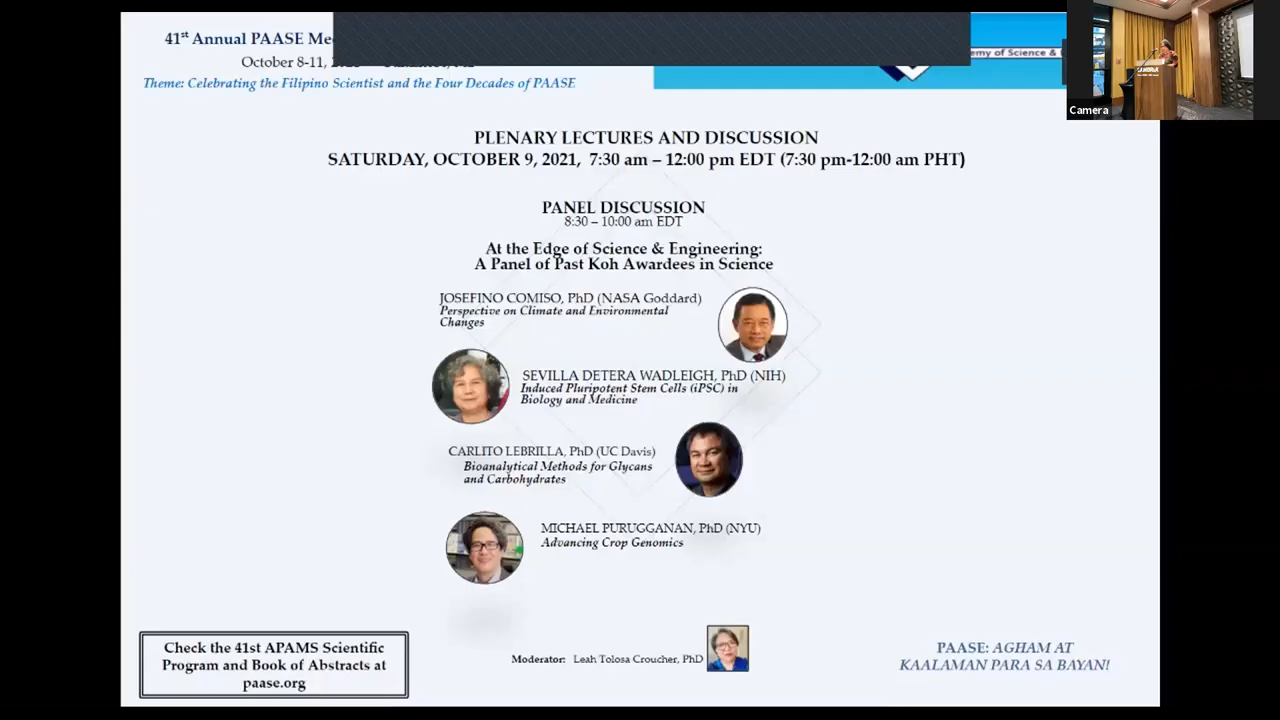 41st Annual PAASE Mee
October 8-11,
Theme: Celebrating the Filipino Scientist and the Four Decades of PAASE
emy of Science &
Camera
PLENARY LECTURES AND DISCUSSION
SATURDAY, OCTOBER 9, 2021, 7:30 am – 12:00 pm EDT (7:30 pm-12:00 am PHT)
PANEL DISCUSSION
8:30 – 10:00 am EDT
At the Edge of Science & Engineering:
A Panel of Past Koh Awardees in Science
JOSEFINO COMISO, PhD (NASA Goddard)
Perspective on Climate and Environmental
Changes
SEVILLA DETERA WADLEIGH, PhD (NIH)
Induced Pluripotent Stem Cells (iPSC) in
Biology and Medicine
CARLITO LEBRILLA, PhD (UC Davis)
Bioanalytical Methods for Glycans
and Carbohydrates
MICHAEL PURUGGANAN, PhD (NYU)
Advancing Crop Genomics
Check the 41st APAMS Scientific
Program and Book of Abstracts at
paase.org
Moderator: Leah Tolosa Croucher, PhD
PAASE: AGHAM AT
KAALAMAN PARA SA BAYAN!